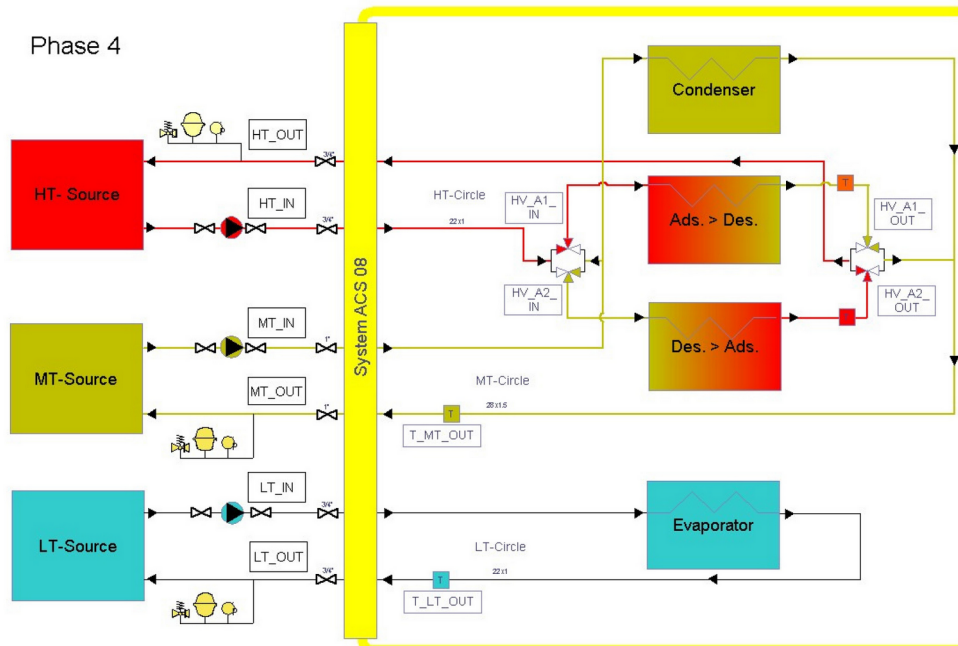 Phase 4
HT- Source
HT_OUT
3/4"
HT_IN
3/4"
MT-Source
MT_IN
1"
MT_OUT
1"
LT-Source
LT_IN
3/4"
LT_OUT
3/4"
System ACS 08
HT-Circle
22x1
HV_A1_
IN
HV_A2_
IN
Condenser
Ads. > Des.
T
HV_A1_
OUT
HV_A2_
OUT
Des. > Ads.
MT-Circle
28x1.5
T
T_MT_OUT
Evaporator
LT-Circle
22x1
T
T_LT_OUT